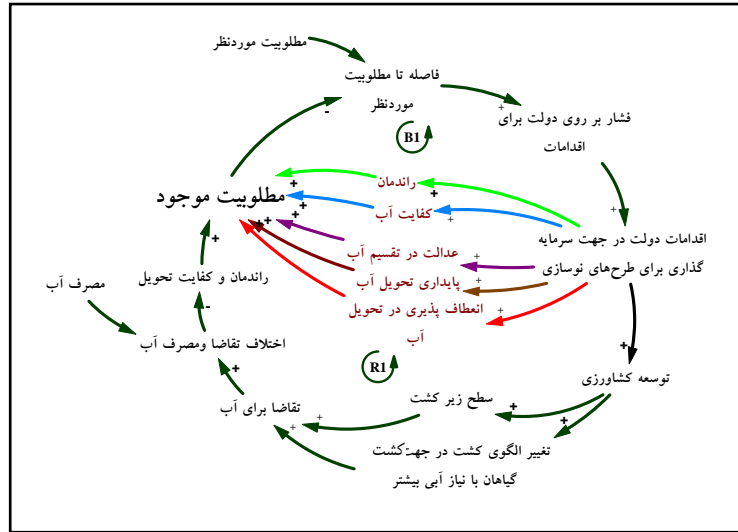 مطلوبیت موردنظر
فاصله تا مطلوبیت
موردنظر
-
+
فشار بر روی دولت برای
اقدامات
B1
+
راندمان
+
+
مطلوبیت موجود
کفایت آب
+
+
+
اقدامات دولت در جهت سرمایه
گذاری برای طرح‌های نوسازی
عدالت در تقسیم آب
+
+
+
پایداری تحویل آب
+
انعطاف پذیری در تحویل
آب
+
+
راندمان و کفایت تحویل
-
مصرف آب
اختلاف تقاضا ومصرف آب
+
R1
+
توسعه کشاورزی
سطح زیر کشت
+
تقاضا برای آب
+
+
تغییر الگوی کشت در جهت کشت
گیاهان با نیاز آبی بیشتر
+